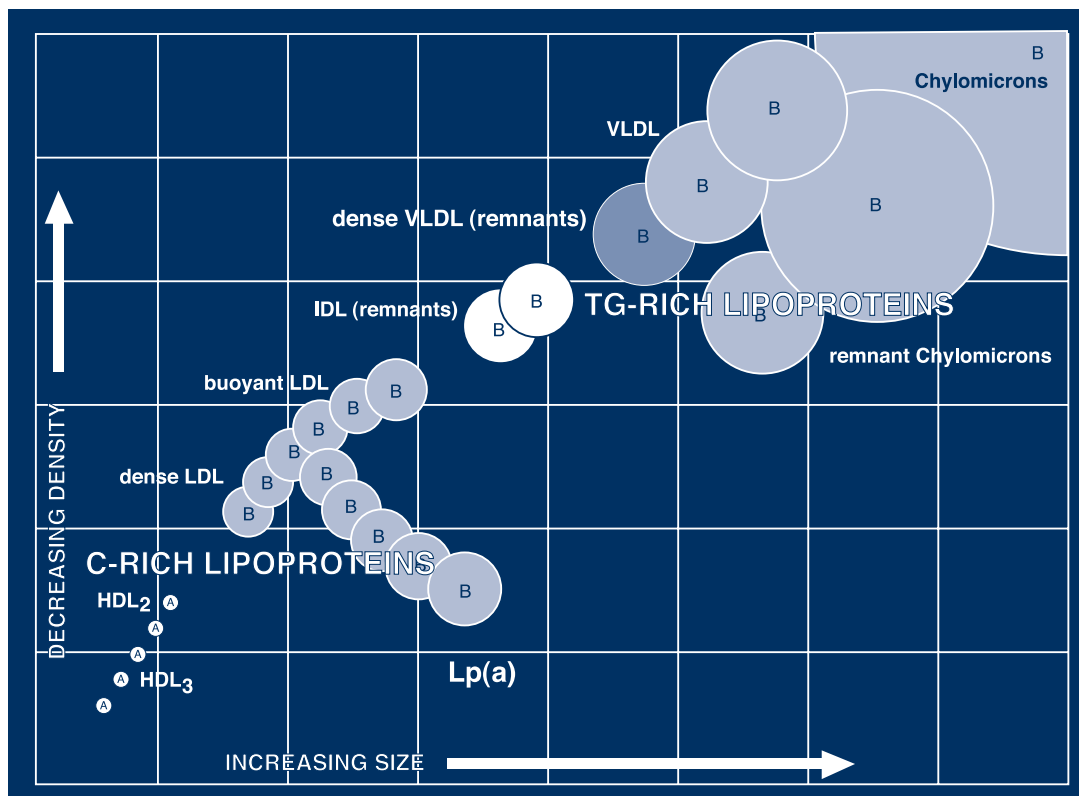 B
Chylomicrons
B
VLDL
B
B
dense VLDL (remnants)
B
IDL (remnants)
B
B
TG-RICH LIPOPROTEINS
B
remnant Chylomicrons
buoyant LDL
B
B
B
B
dense LDL
B
B
B
B
B
C-RICH LIPOPROTEINS
B
HDL2
A
A
A
A
HDL3
A
Lp(a)
DECREASING DENSITY
INCREASING SIZE